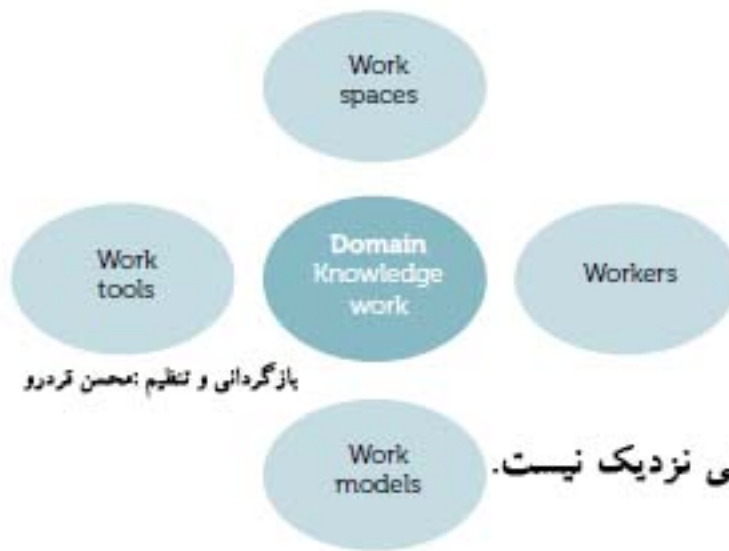 Work
spaces
Work
tools
Domain
Knowledge
work
Workers
بازگردانی و تنظیم :محسن قردرو
Work
models
ی نزدیک نیست.